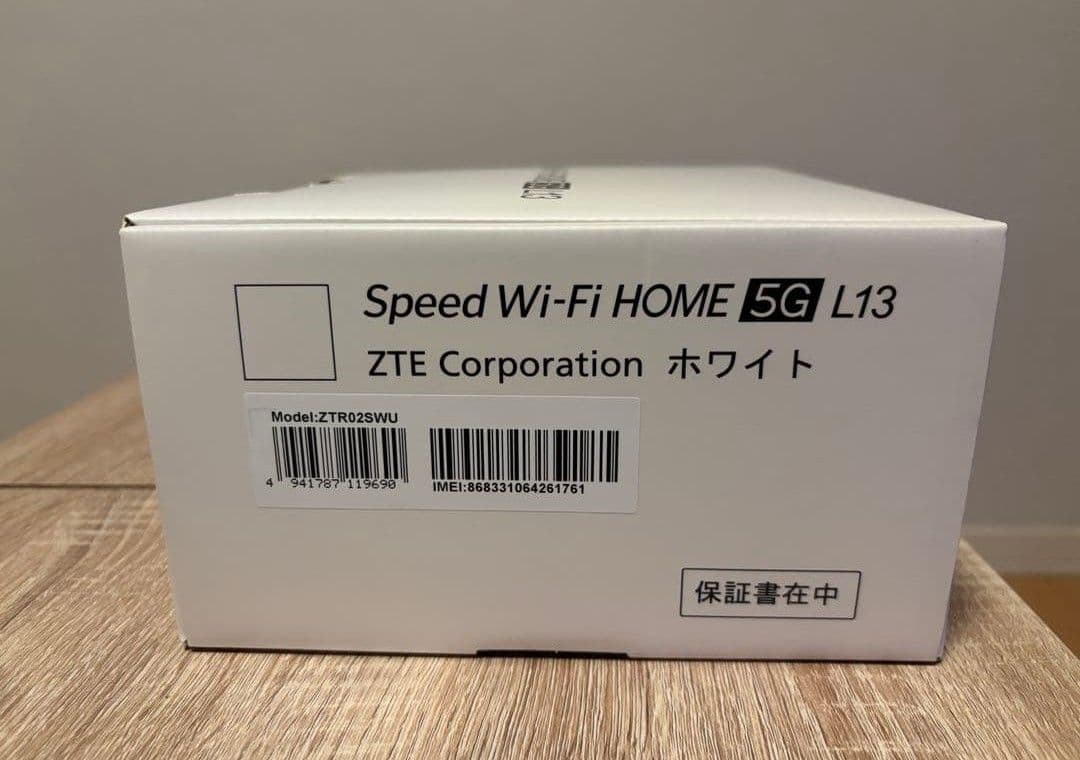 Speed Wi-Fi HOME 5G L13
ZTE Corporation ホワイト
Model:ZTR02SWU
4 941787 119690
IMEI:868331064261761
保証書在中